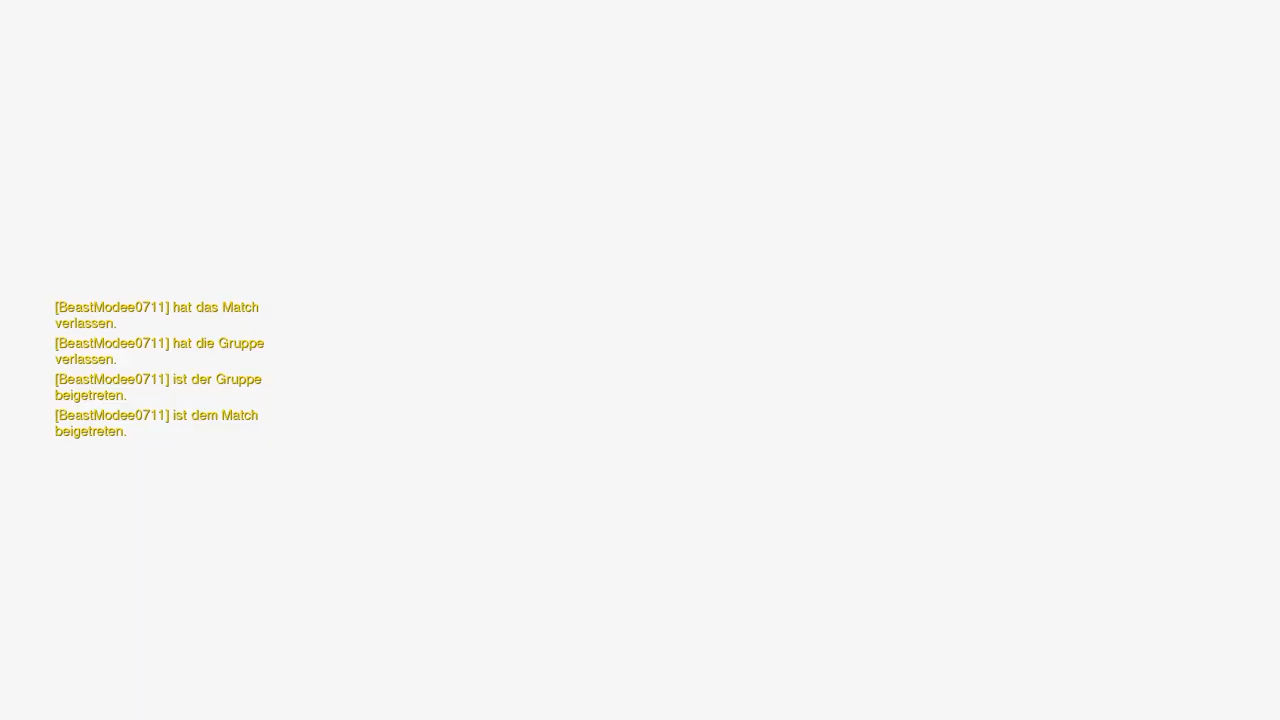 [BeastModee0711] hat das Match
verlassen.
[BeastModee0711] hat die Gruppe
verlassen.
[BeastModee0711] ist der Gruppe
beigetreten.
[BeastModee0711] ist dem Match
beigetreten.